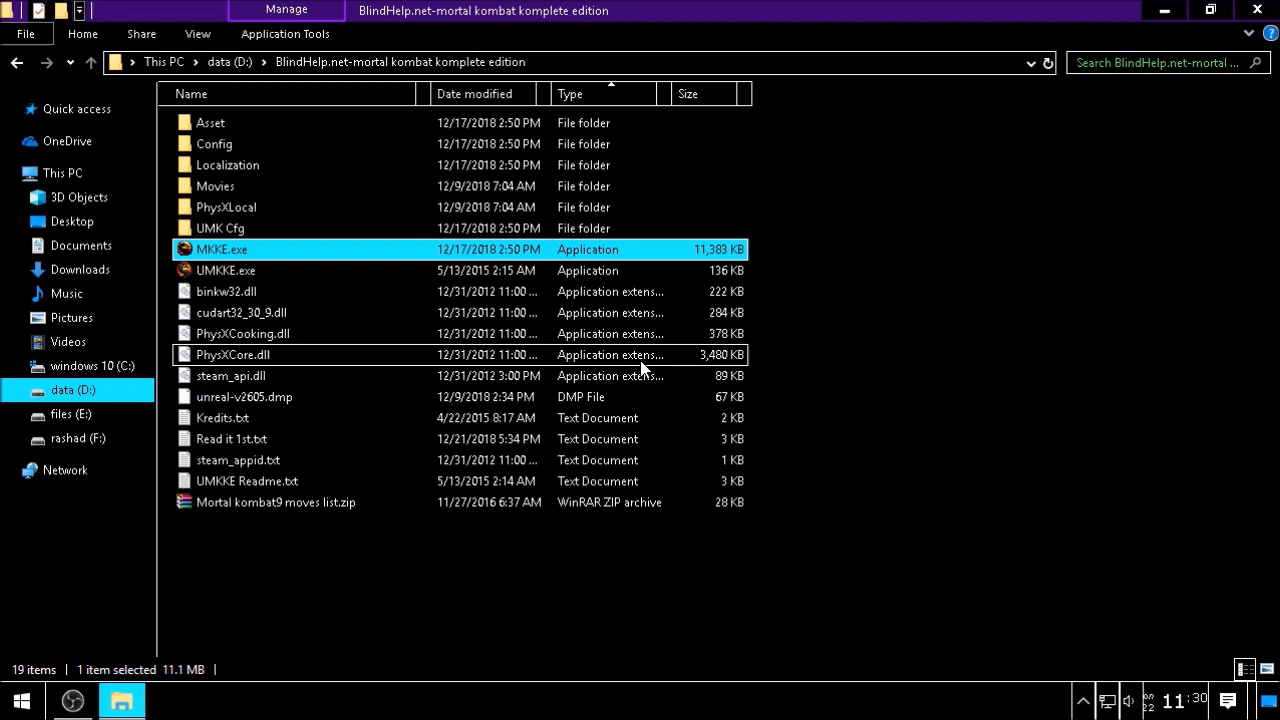 Manage
BlindHelp.net-mortal kombat komplete edition
File Home Share View Application Tools
This PC data (D:) BlindHelp.net-mortal kombat komplete edition
Search BlindHelp.net-mortal ...
Name Date modified Type Size
Quick access
OneDrive
This PC
3D Objects
Desktop
Documents
Downloads
Music
Pictures
Videos
windows 10 (C:)
data (D:)
files (E:)
rashad (F:)
Network
Asset 12/17/2018 2:50 PM File folder
Config 12/17/2018 2:50 PM File folder
Localization 12/17/2018 2:50 PM File folder
Movies 12/9/2018 7:04 AM File folder
PhysXLocal 12/9/2018 7:04 AM File folder
UMK Cfg 12/17/2018 2:50 PM File folder
MKKE.exe 12/17/2018 2:50 PM Application 11,383 KB
UMKKE.exe 5/13/2015 2:15 AM Application 136 KB
binkw32.dll 12/31/2012 11:00 ... Application extens... 222 KB
cudart32_30_9.dll 12/31/2012 11:00 ... Application extens... 284 KB
PhysXCooking.dll 12/31/2012 11:00 ... Application extens... 378 KB
PhysXCore.dll 12/31/2012 11:00 ... Application extens... 3,480 KB
steam_api.dll 12/31/2012 3:00 PM Application extens... 89 KB
unreal-v2605.dmp 12/9/2018 2:34 PM DMP File 67 KB
Kredits.txt 4/22/2015 8:17 AM Text Document 2 KB
Read it 1st.txt 12/21/2018 5:34 PM Text Document 3 KB
steam_appid.txt 12/31/2012 11:00 ... Text Document 1 KB
UMKKE Readme.txt 5/13/2015 2:14 AM Text Document 3 KB
Mortal kombat9 moves list.zip 11/27/2016 6:37 AM WinRAR ZIP archive 28 KB
19 items 1 item selected 11.1 MB
22 11:30